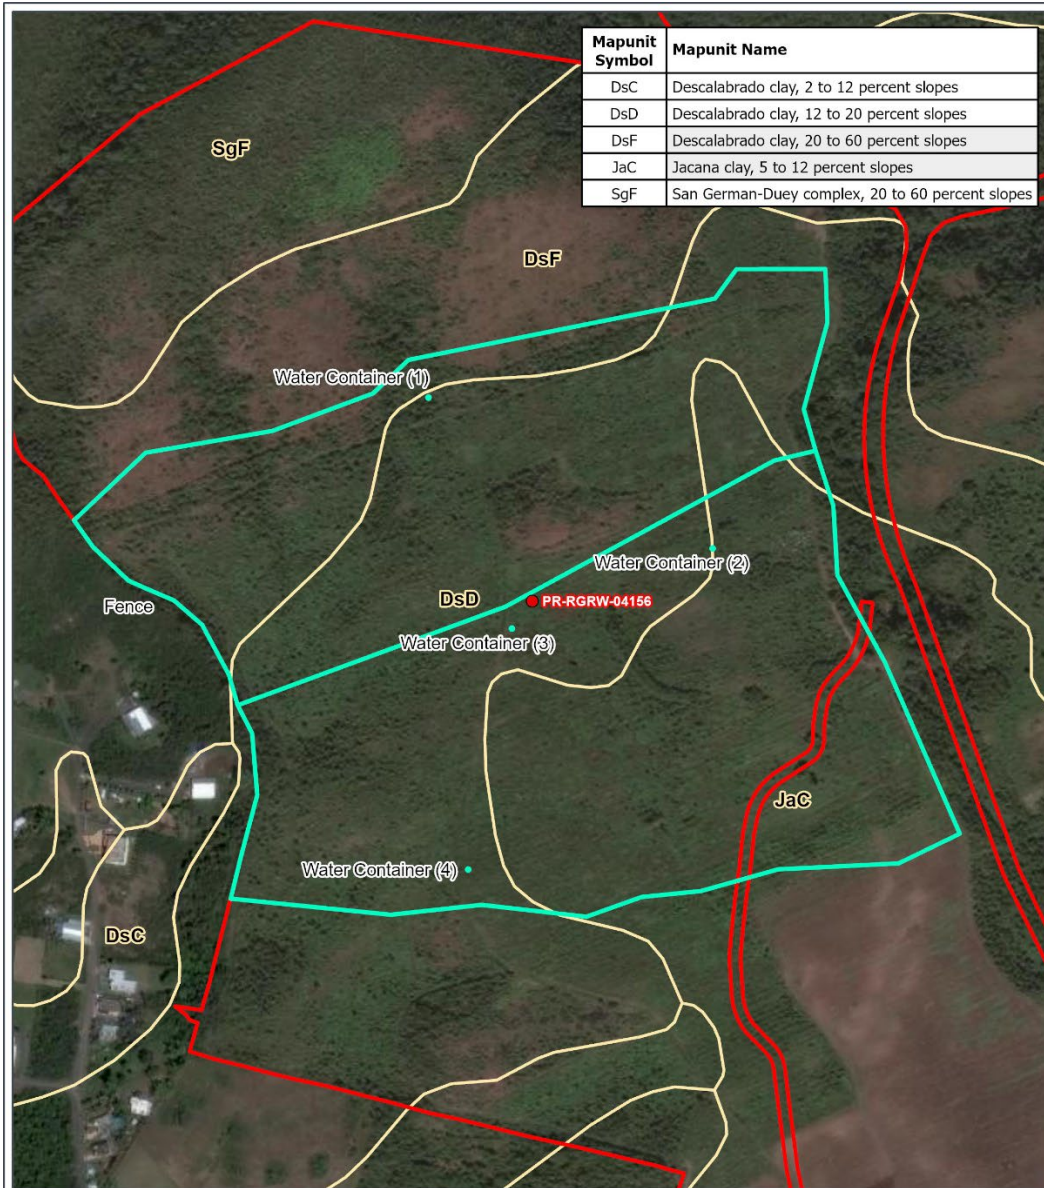 Mapunit Symbol Mapunit Name
DsC Descalabrado clay, 2 to 12 percent slopes
DsD Descalabrado clay, 12 to 20 percent slopes
DsF Descalabrado clay, 20 to 60 percent slopes
JaC Jacana clay, 5 to 12 percent slopes
SgF San German-Duey complex, 20 to 60 percent slopes
SgF
DsF
Water Container (1)
Water Container (2)
Fence
DsD
PR-RGRW-04156
Water Container (3)
JaC
Water Container (4)
DsC